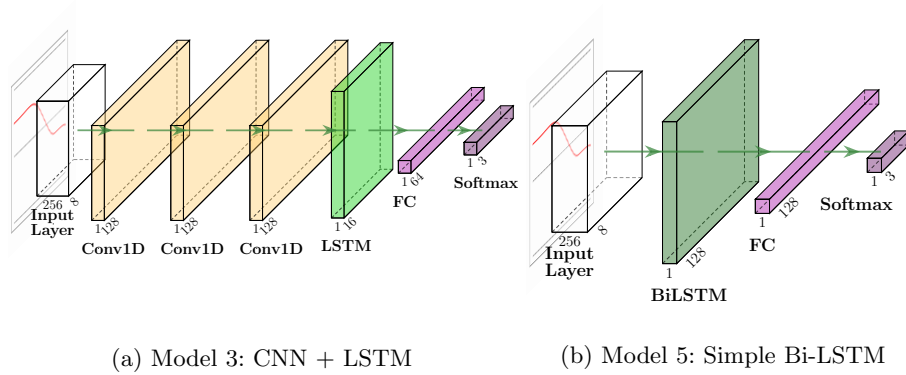 256
8
Input
Layer
1
128
Conv1D
1
128
Conv1D
1
128
Conv1D
1
16
LSTM
1
64
FC
1
3
Softmax
(a) Model 3: CNN + LSTM
256
8
Input
Layer
1
128
BiLSTM
1
128
FC
1
3
Softmax
(b) Model 5: Simple Bi-LSTM